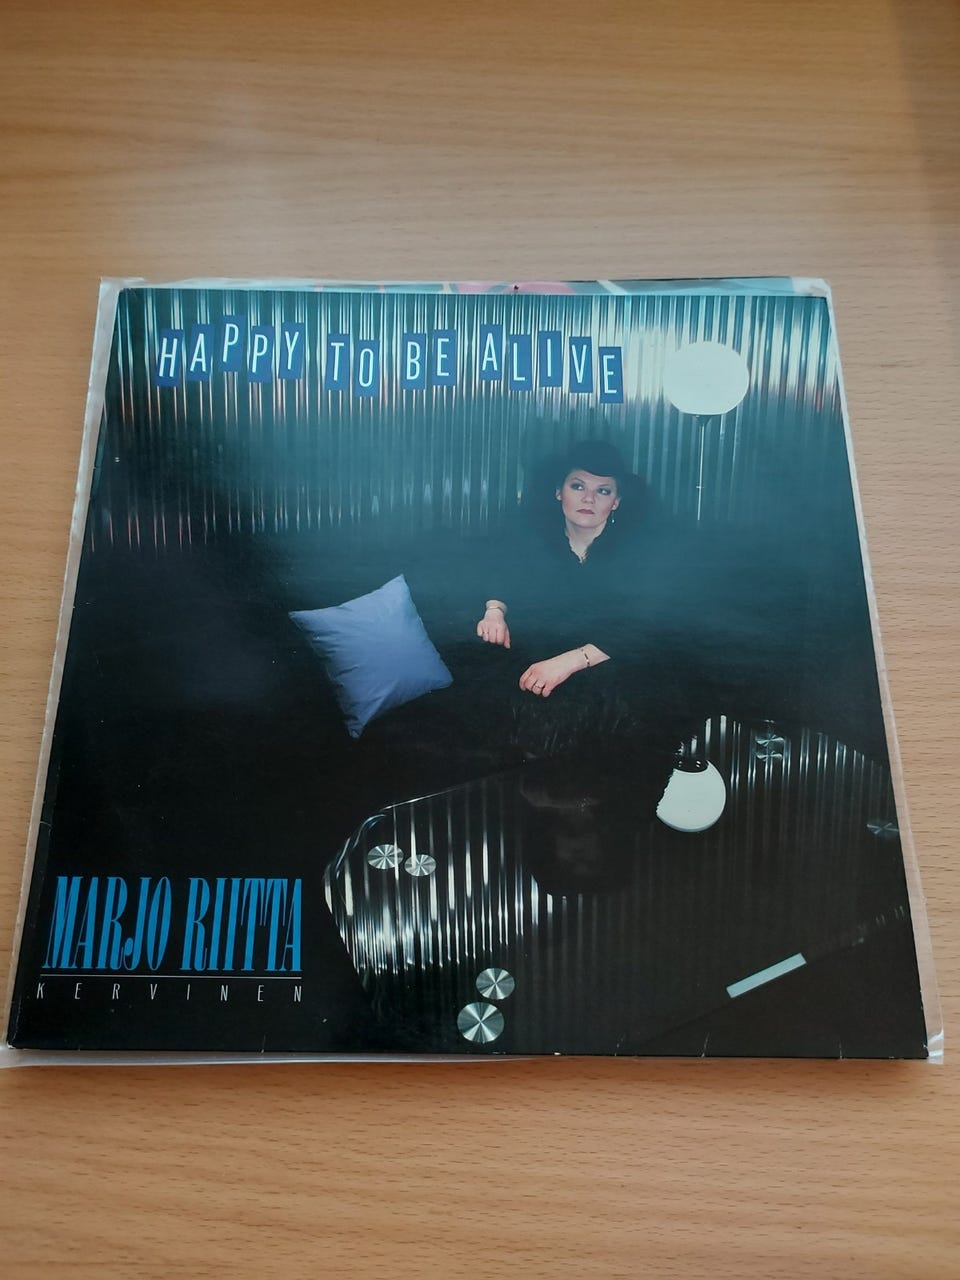 HAPPY TO BE ALIVE
MARJO RIITTA
KERVINEN